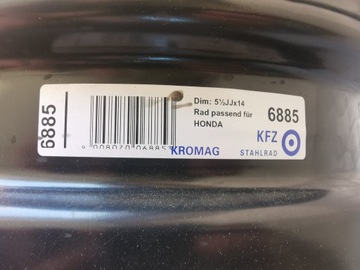 6885
Dim: 5½JJx14
Rad passend für
HONDA
6885
KFZ
STAHLRAD
KROMAG